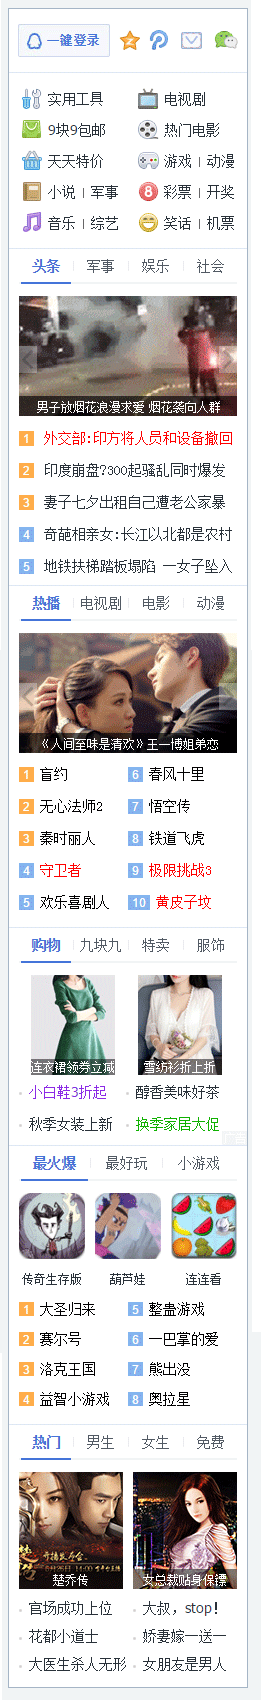 一键登录
实用工具 电视剧
9块9包邮 热门电影
天天特价 游戏 | 动漫
小说 | 军事 彩票 | 开奖
音乐 | 综艺 笑话 | 机票
头条 军事 娱乐 社会
男子放烟花浪漫求爱 烟花袭向人群
1 外交部:印方将人员和设备撤回
2 印度崩盘?300起骚乱同时爆发
3 妻子七夕出租自己遭老公家暴
4 奇葩相亲女:长江以北都是农村
5 地铁扶梯踏板塌陷 一女子坠入
热播 电视剧 电影 动漫
《人间至味是清欢》王一博姐弟恋
1 盲约 6 春风十里
2 无心法师2 7 悟空传
3 秦时丽人 8 铁道飞虎
4 守卫者 9 极限挑战3
5 欢乐喜剧人 10 黄皮子坟
购物 九块九 特卖 服饰
连衣裙领券立减 雪纺衫折上折
小白鞋3折起 醇香美味好茶
秋季女装上新 换季家居大促
最火爆 最好玩 小游戏
传奇生存版 葫芦娃 连连看
1 大圣归来 5 整蛊游戏
2 赛尔号 6 一巴掌的爱
3 洛克王国 7 熊出没
4 益智小游戏 8 奥拉星
热门 男生 女生 免费
楚乔传 女总裁贴身保镖
官场成功上位 大叔，stop!
花都小道士 娇妻嫁一送一
大医生杀人无形 女朋友是男人